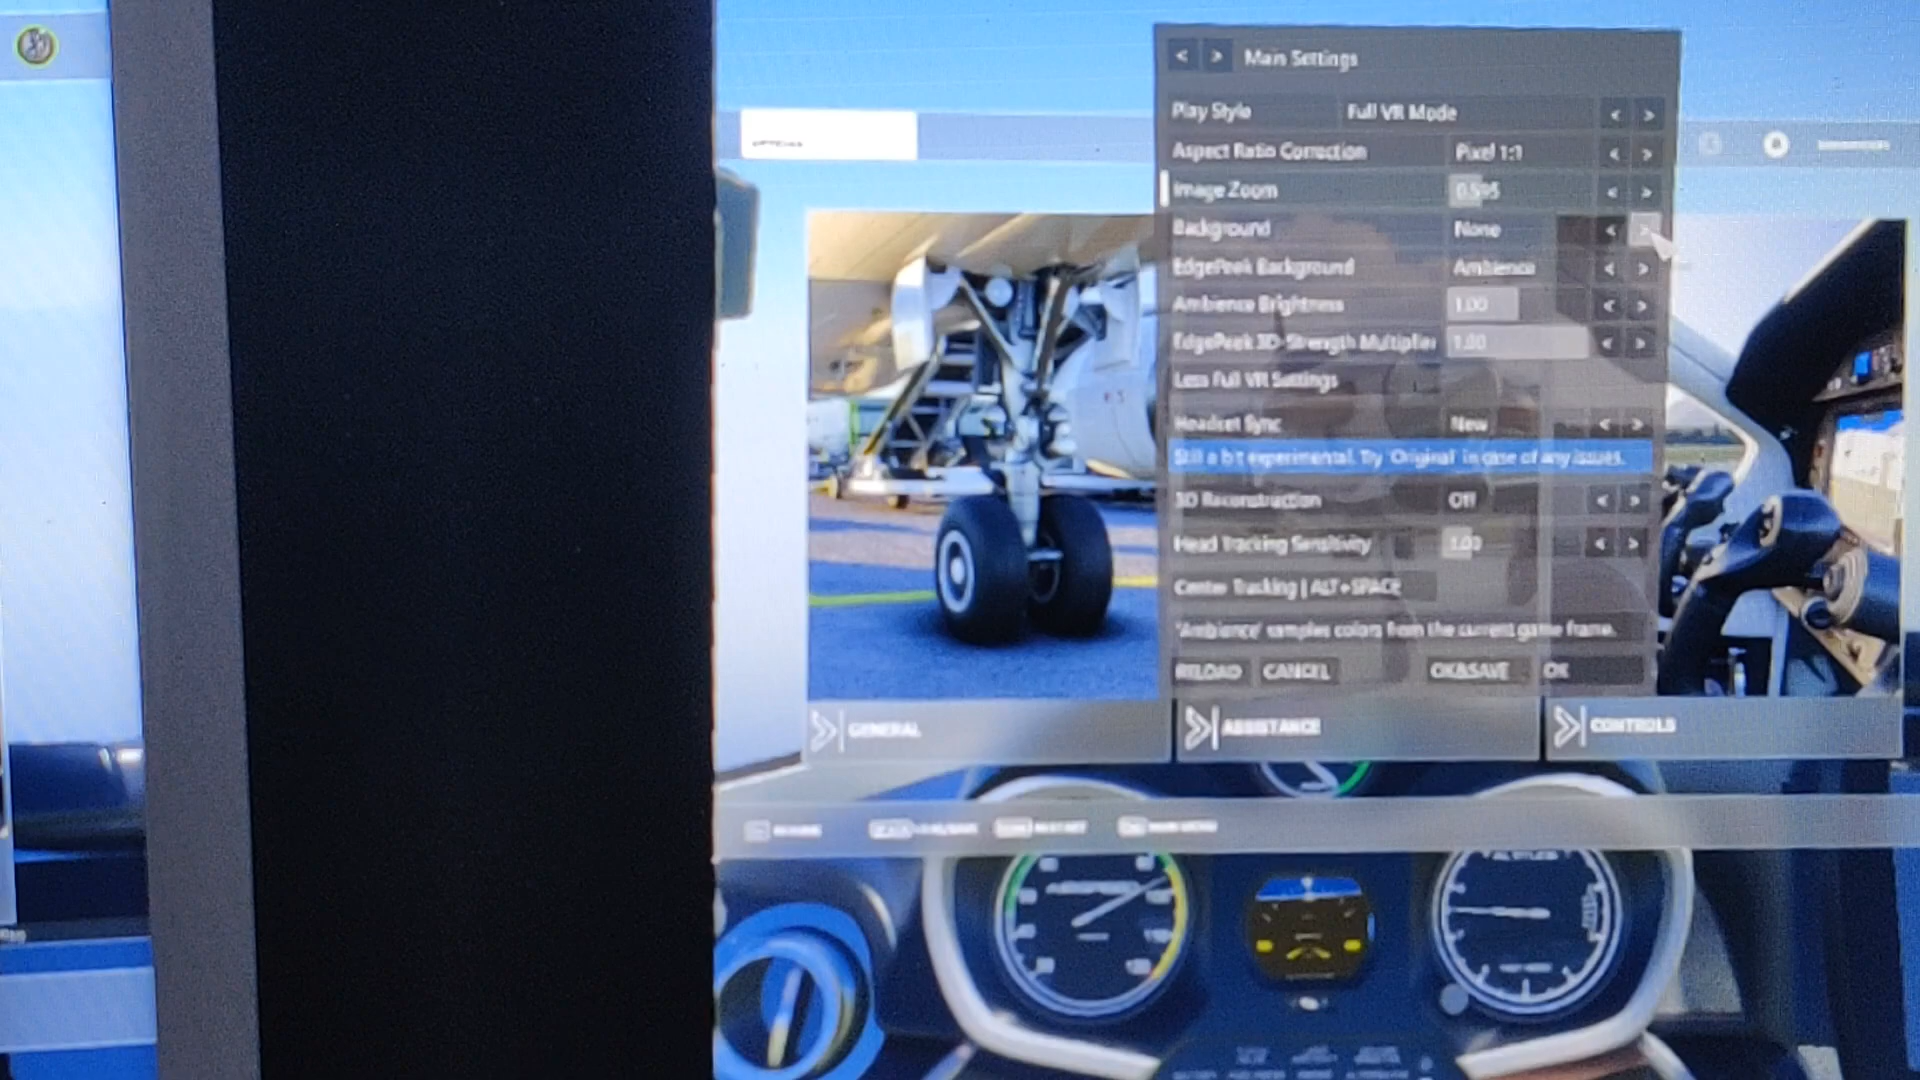 < > Main Settings
Play Style Full VR Mode < >
Aspect Ratio Correction Pixel 1:1 < >
Image Zoom < >
Background None < >
EdgePeek Background Ambience < >
Ambience Brightness 1.00 < >
EdgePeek 3D-Strength Multiplier 1.00 < >
Less Full VR Settings
Headset Sync New < >
Still a bit experimental. Try 'Original' in case of any issues.
3D Reconstruction Off < >
Head Tracking Sensitivity 1.00 < >
Center Tracking | ALT+SPACE
'Ambience' samples colors from the current game frame.
RELOAD CANCEL OK&SAVE OK
GENERAL ASSISTANCE CONTROLS